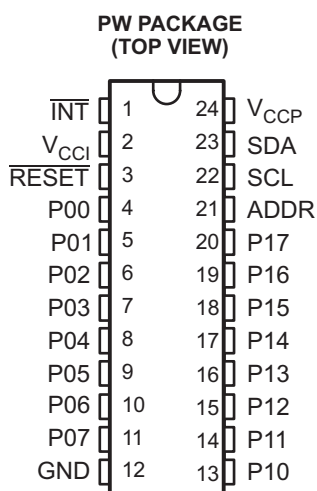 PW PACKAGE
(TOP VIEW)
INT 1 24 VCCP
VCCI 2 23 SDA
RESET 3 22 SCL
P00 4 21 ADDR
P01 5 20 P17
P02 6 19 P16
P03 7 18 P15
P04 8 17 P14
P05 9 16 P13
P06 10 15 P12
P07 11 14 P11
GND 12 13 P10